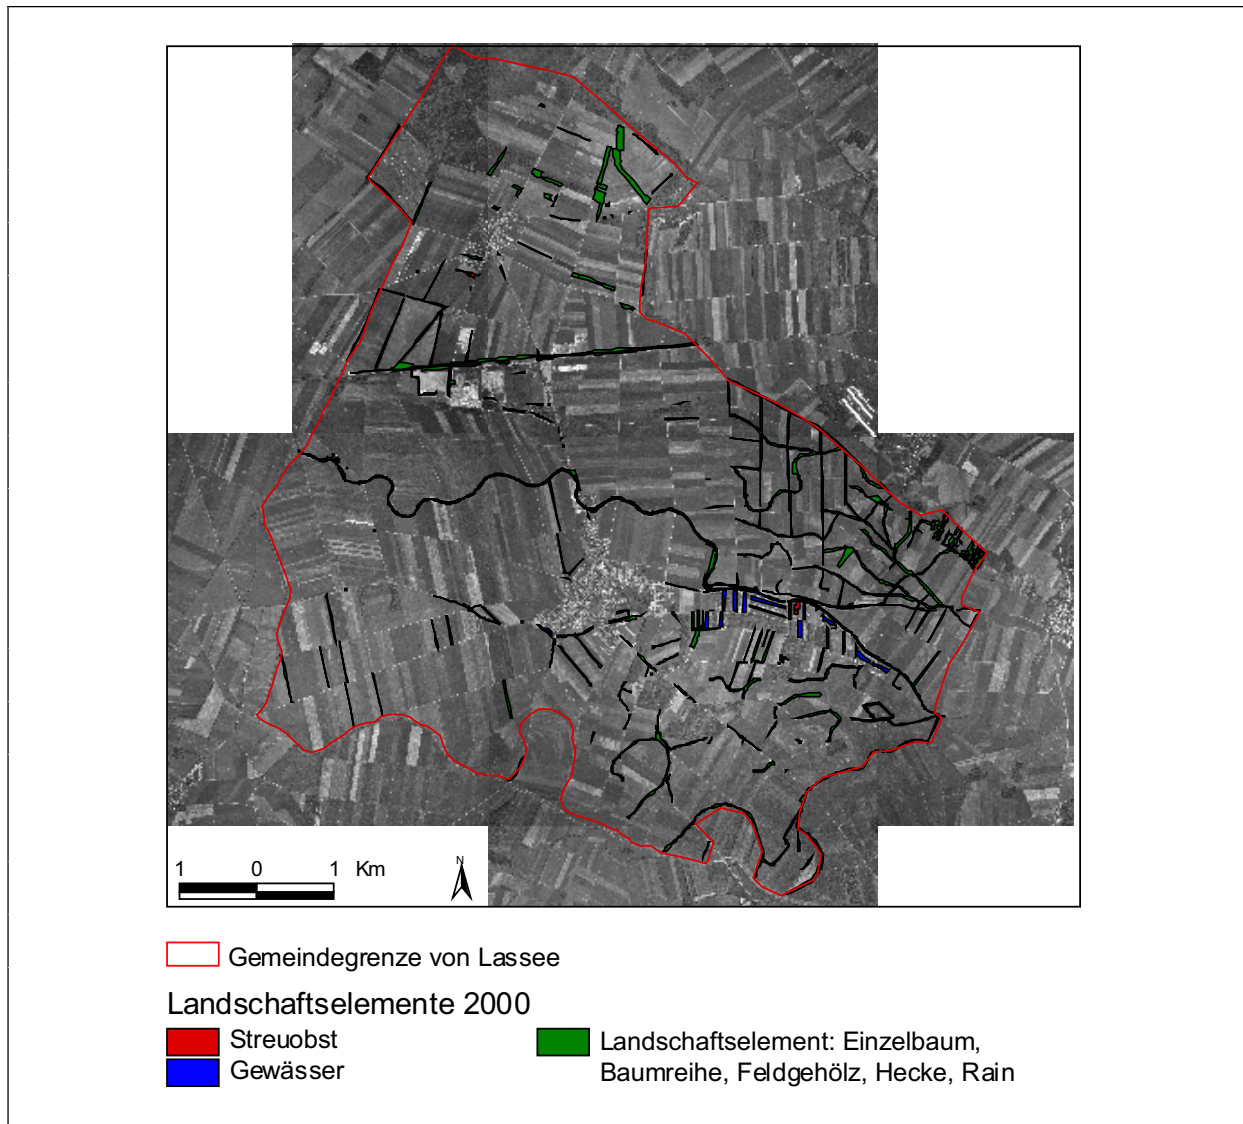 N
1 0 1 Km
Gemeindegrenze von Lassee
Landschaftselemente 2000
Streuobst
Gewässer
Landschaftselement: Einzelbaum,
Baumreihe, Feldgehölz, Hecke, Rain